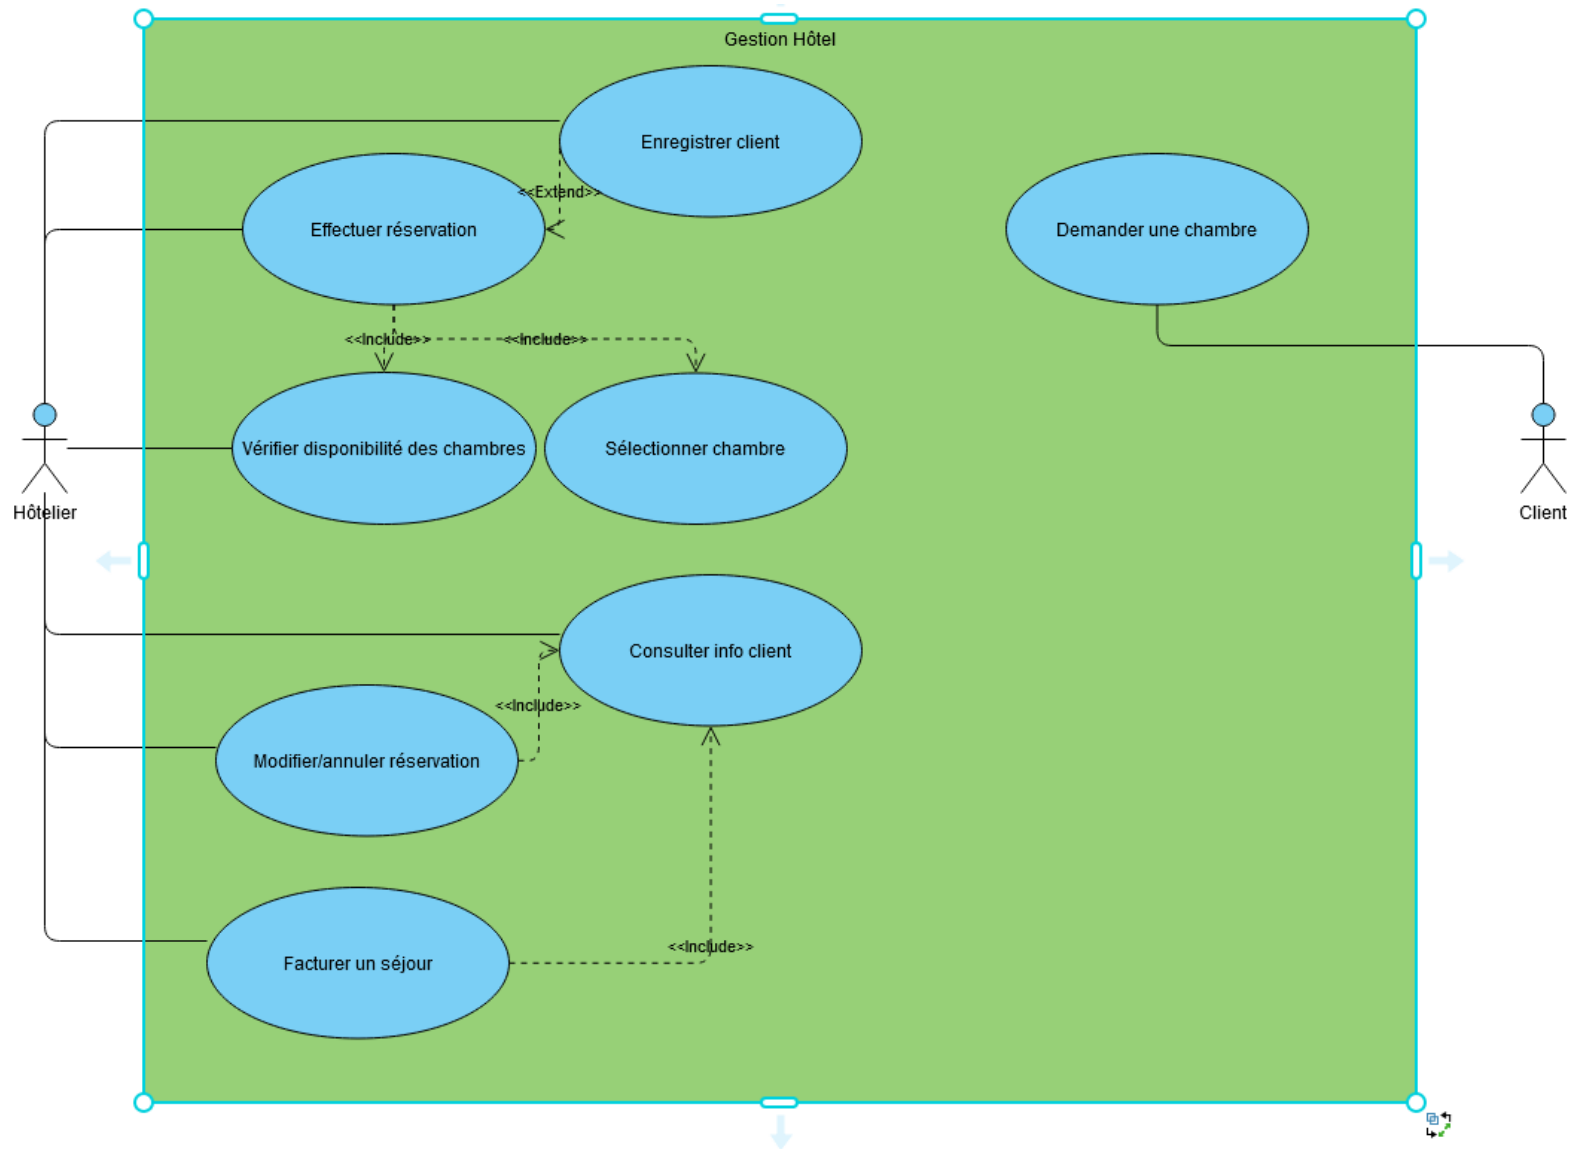 Gestion Hôtel
Enregistrer client
<<Extend>>
Effectuer réservation
Demander une chambre
<<Include>>
<<Include>>
Vérifier disponibilité des chambres
Sélectionner chambre
Hôtelier
Client
Consulter info client
<<Include>>
Modifier/annuler réservation
<<Include>>
Facturer un séjour